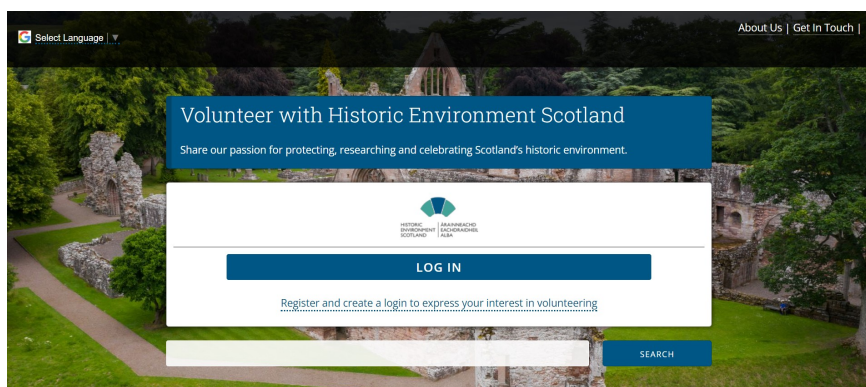 Select Language | ▼
About Us | Get In Touch |
Volunteer with Historic Environment Scotland
Share our passion for protecting, researching and celebrating Scotland's historic environment.
HISTORIC ENVIRONMENT SCOTLAND
ÀRAINNEACHD EACHDRAIDHEIL ALBA
LOG IN
Register and create a login to express your interest in volunteering
SEARCH